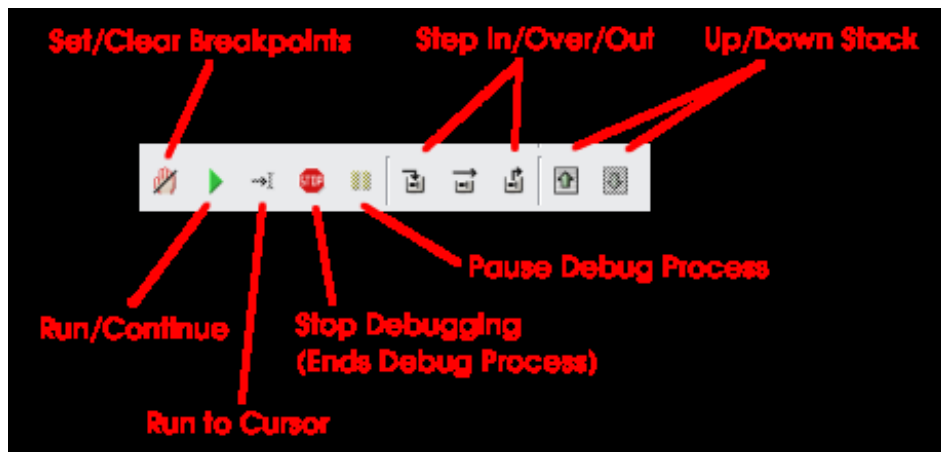 Set/Clear Breakpoints
Step In/Over/Out
Up/Down Stack
STOP
Pause Debug Process
Run/Continue
Stop Debugging
(Ends Debug Process)
Run to Cursor